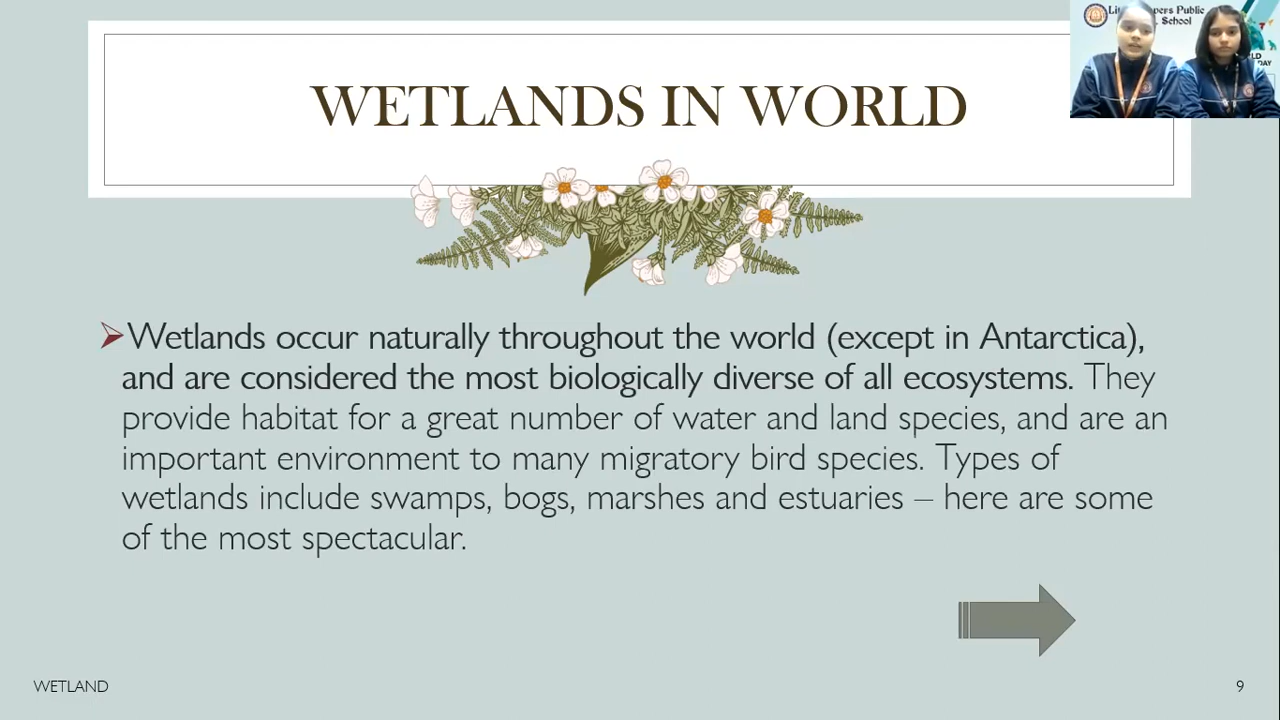 WETLANDS IN WORLD
Wetlands occur naturally throughout the world (except in Antarctica),
and are considered the most biologically diverse of all ecosystems. They
provide habitat for a great number of water and land species, and are an
important environment to many migratory bird species. Types of
wetlands include swamps, bogs, marshes and estuaries – here are some
of the most spectacular.
WETLAND
9
Public
School
DAY